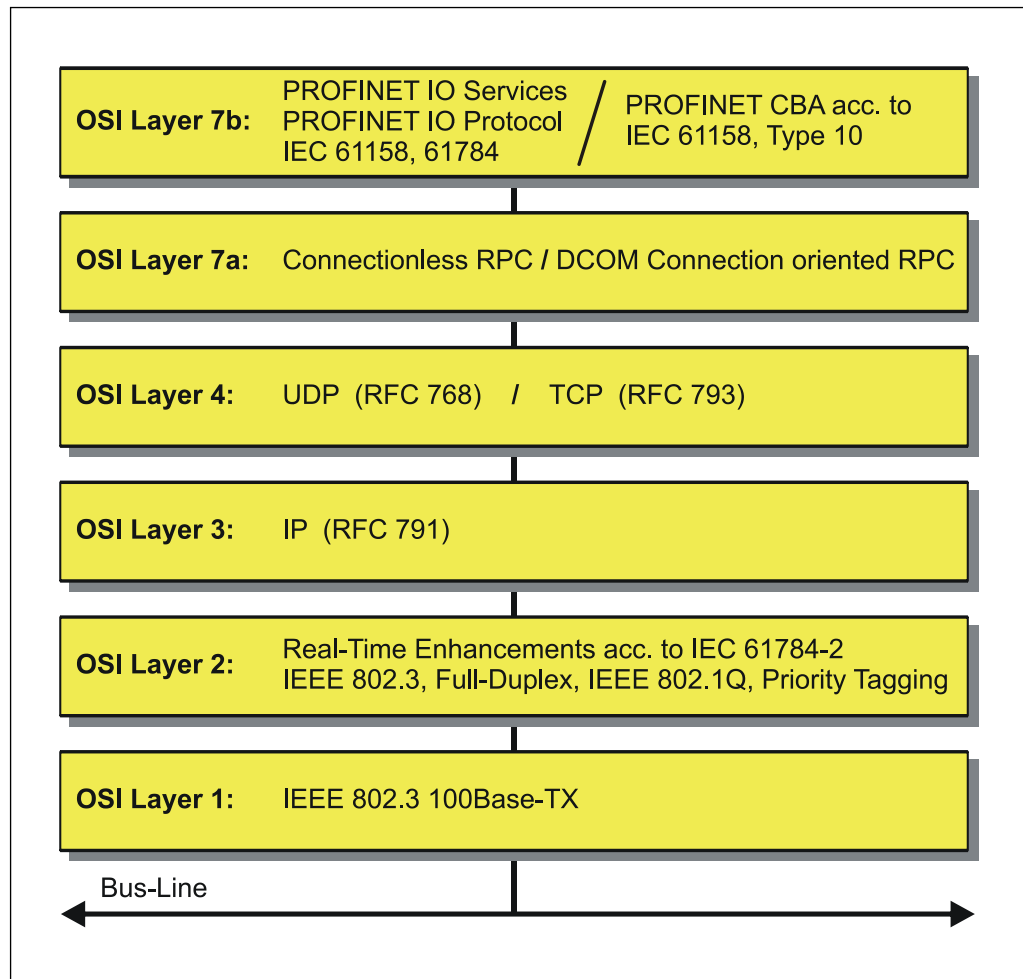 OSI Layer 7b:
PROFINET IO Services
PROFINET IO Protocol
IEC 61158, 61784
/
PROFINET CBA acc. to
IEC 61158, Type 10
OSI Layer 7a: Connectionless RPC / DCOM Connection oriented RPC
OSI Layer 4: UDP (RFC 768) / TCP (RFC 793)
OSI Layer 3: IP (RFC 791)
OSI Layer 2:
Real-Time Enhancements acc. to IEC 61784-2
IEEE 802.3, Full-Duplex, IEEE 802.1Q, Priority Tagging
OSI Layer 1: IEEE 802.3 100Base-TX
Bus-Line